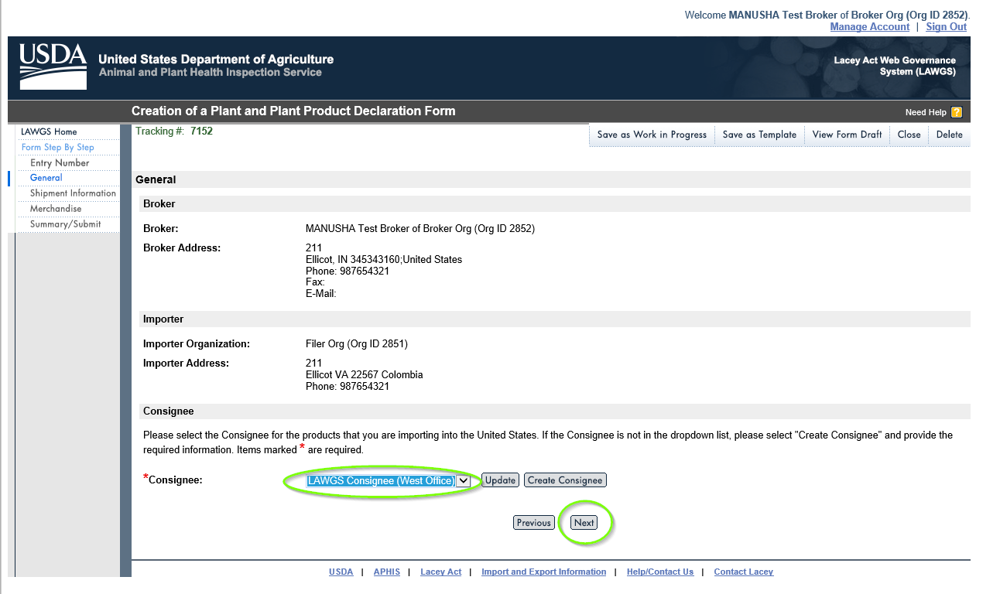 Welcome MANUSHA Test Broker of Broker Org (Org ID 2852).
Manage Account | Sign Out
USDA
United States Department of Agriculture
Animal and Plant Health Inspection Service
Lacey Act Web Governance
System (LAWGS)
Creation of a Plant and Plant Product Declaration Form
Need Help ?
LAWGS Home
Form Step By Step
Entry Number
General
Shipment Information
Merchandise
Summary/Submit
Tracking #: 7152
Save as Work in Progress
Save as Template
View Form Draft
Close
Delete
General
Broker
Broker: MANUSHA Test Broker of Broker Org (Org ID 2852)
Broker Address: 211
Ellicot, IN 345343160;United States
Phone: 987654321
Fax:
E-Mail:
Importer
Importer Organization: Filer Org (Org ID 2851)
Importer Address: 211
Ellicot VA 22567 Colombia
Phone: 987654321
Consignee
Please select the Consignee for the products that you are importing into the United States. If the Consignee is not in the dropdown list, please select "Create Consignee" and provide the
required information. Items marked * are required.
*Consignee: LAWGS Consignee (West Office) Update Create Consignee
Previous Next
USDA | APHIS | Lacey Act | Import and Export Information | Help/Contact Us | Contact Lacey